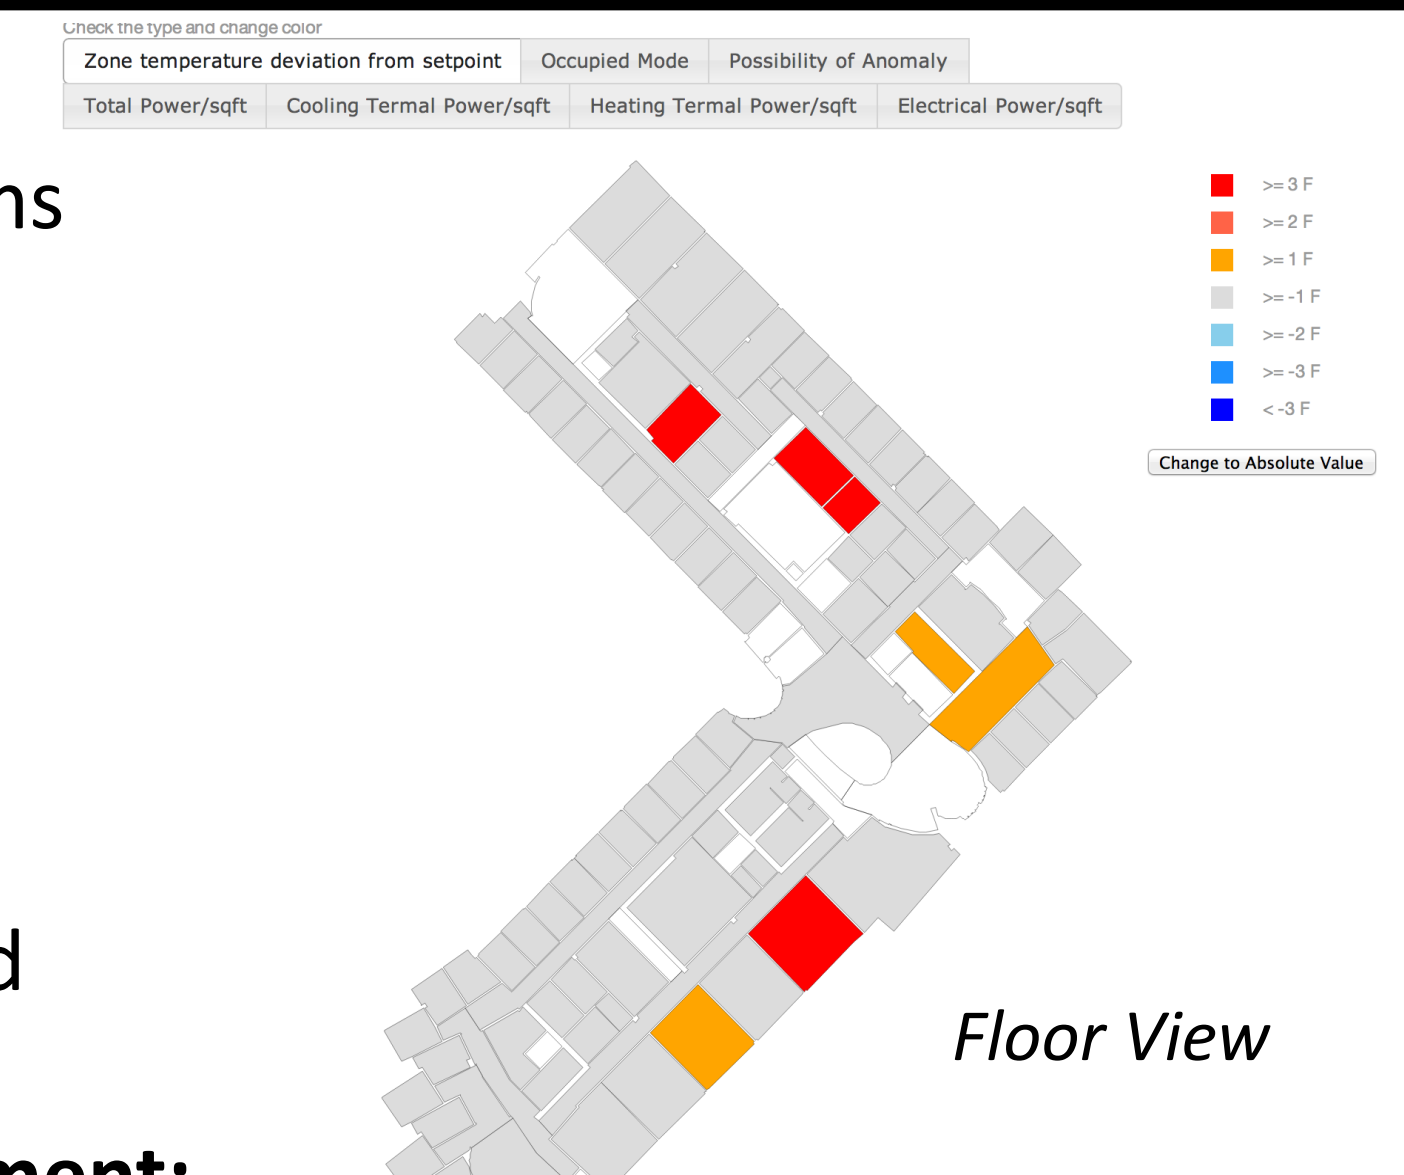 Check the type and change color
Zone temperature deviation from setpoint Occupied Mode Possibility of Anomaly
Total Power/sqft Cooling Termal Power/sqft Heating Termal Power/sqft Electrical Power/sqft
ns
>= 3 F
>= 2 F
>= 1 F
>= -1 F
>= -2 F
>= -3 F
< -3 F
Change to Absolute Value
d
Floor View
ment: